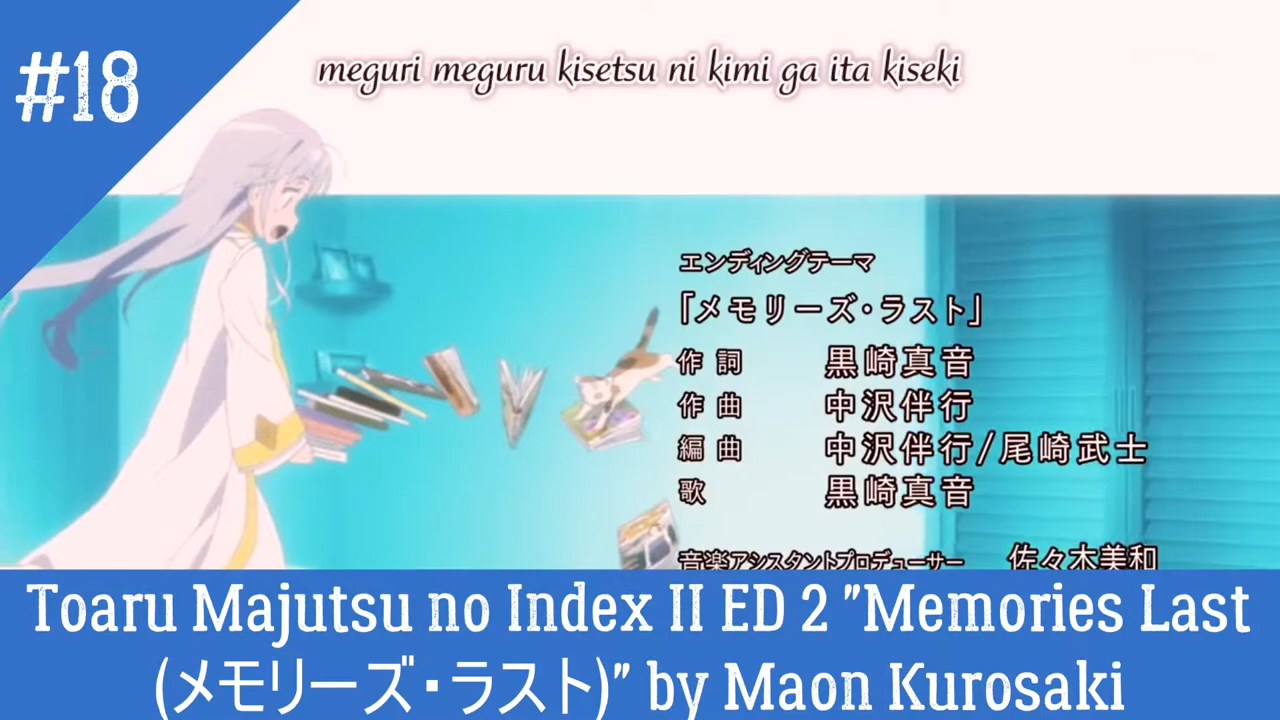 #18
meguri meguru kisetsu ni kimi ga ita kiseki
エンディングテーマ
「メモリーズ・ラスト」
作詞 黒崎真音
作曲 中沢伴行
編曲 中沢伴行/尾崎武士
歌 黒崎真音
音楽アシスタントプロデューサー 佐々木美和
Toaru Majutsu no Index II ED 2 "Memories Last
(メモリーズ・ラスト)" by Maon Kurosaki